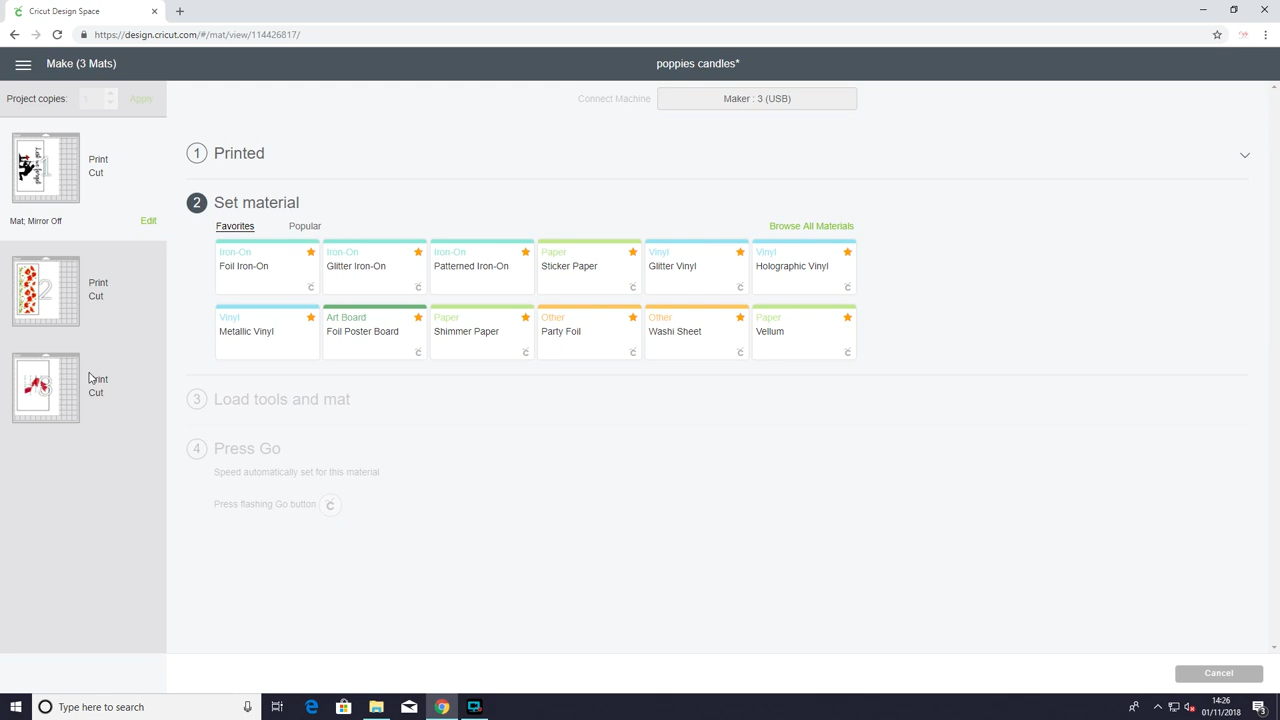 Cricut Design Space
https://design.cricut.com/#/mat/view/114426817/
Make (3 Mats)
poppies candles*
Project copies:
1
Apply
Connect Machine
Maker : 3 (USB)
Print
Cut
Mat; Mirror Off
Edit
Print
Cut
Print
Cut
1 Printed
2 Set material
Favorites
Popular
Browse All Materials
Iron-On
Foil Iron-On
Iron-On
Glitter Iron-On
Iron-On
Patterned Iron-On
Paper
Sticker Paper
Vinyl
Glitter Vinyl
Vinyl
Holographic Vinyl
Vinyl
Metallic Vinyl
Art Board
Foil Poster Board
Paper
Shimmer Paper
Other
Party Foil
Other
Washi Sheet
Paper
Vellum
3 Load tools and mat
4 Press Go
Speed automatically set for this material
Press flashing Go button
Cancel
Type here to search
14:26
01/11/2018
3